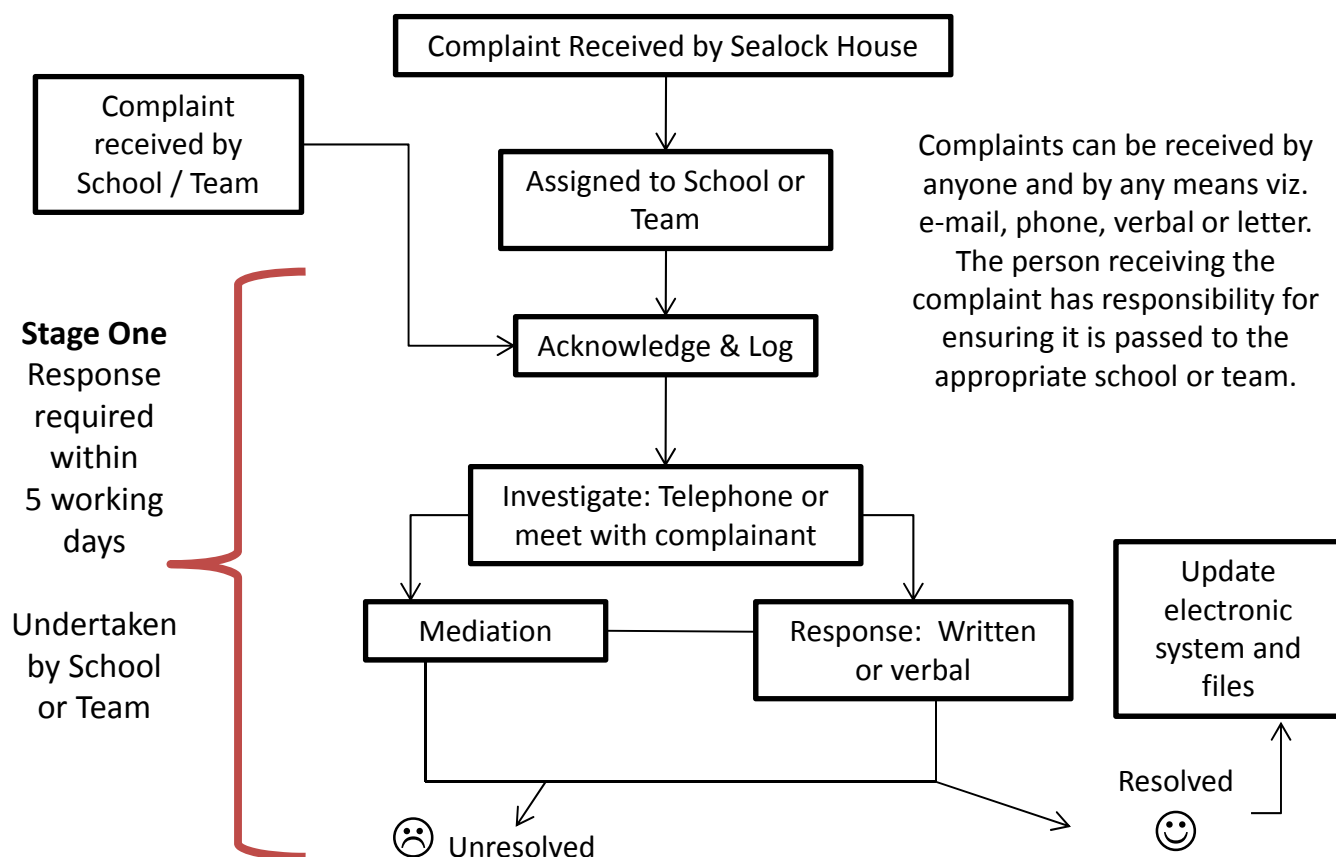 Complaint Received by Sealock House
Complaint
received by
School / Team
Assigned to School or
Team
Complaints can be received by
anyone and by any means viz.
e-mail, phone, verbal or letter.
The person receiving the
complaint has responsibility for
ensuring it is passed to the
appropriate school or team.
Acknowledge & Log
Stage One
Response
required
within
5 working
days
Undertaken
by School
or Team
Investigate: Telephone or
meet with complainant
Mediation
Response:  Written
or verbal
Update
electronic
system and
files
Resolved
Unresolved